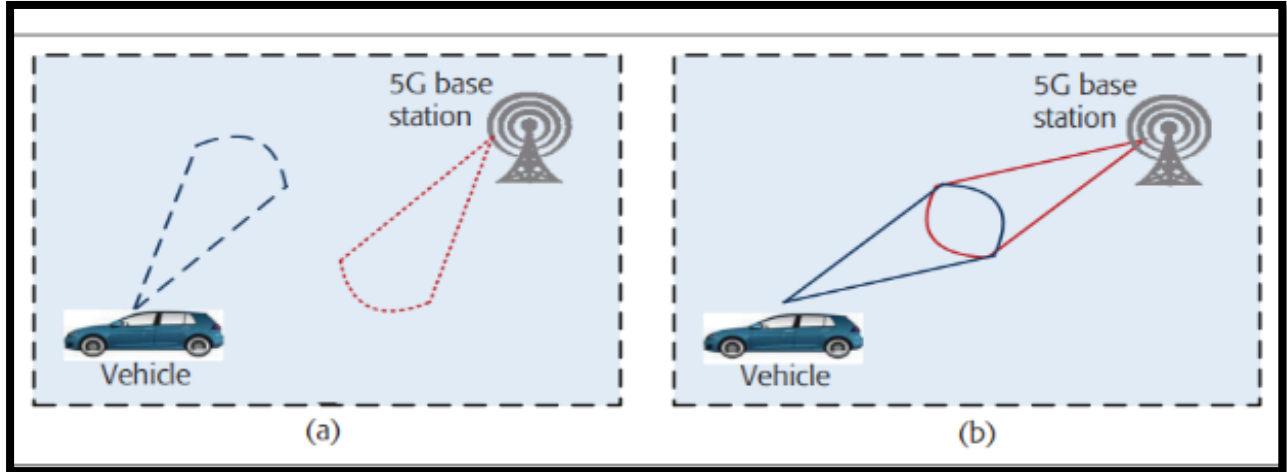 5G base
station
Vehicle
(a)
5G base
station
Vehicle
(b)